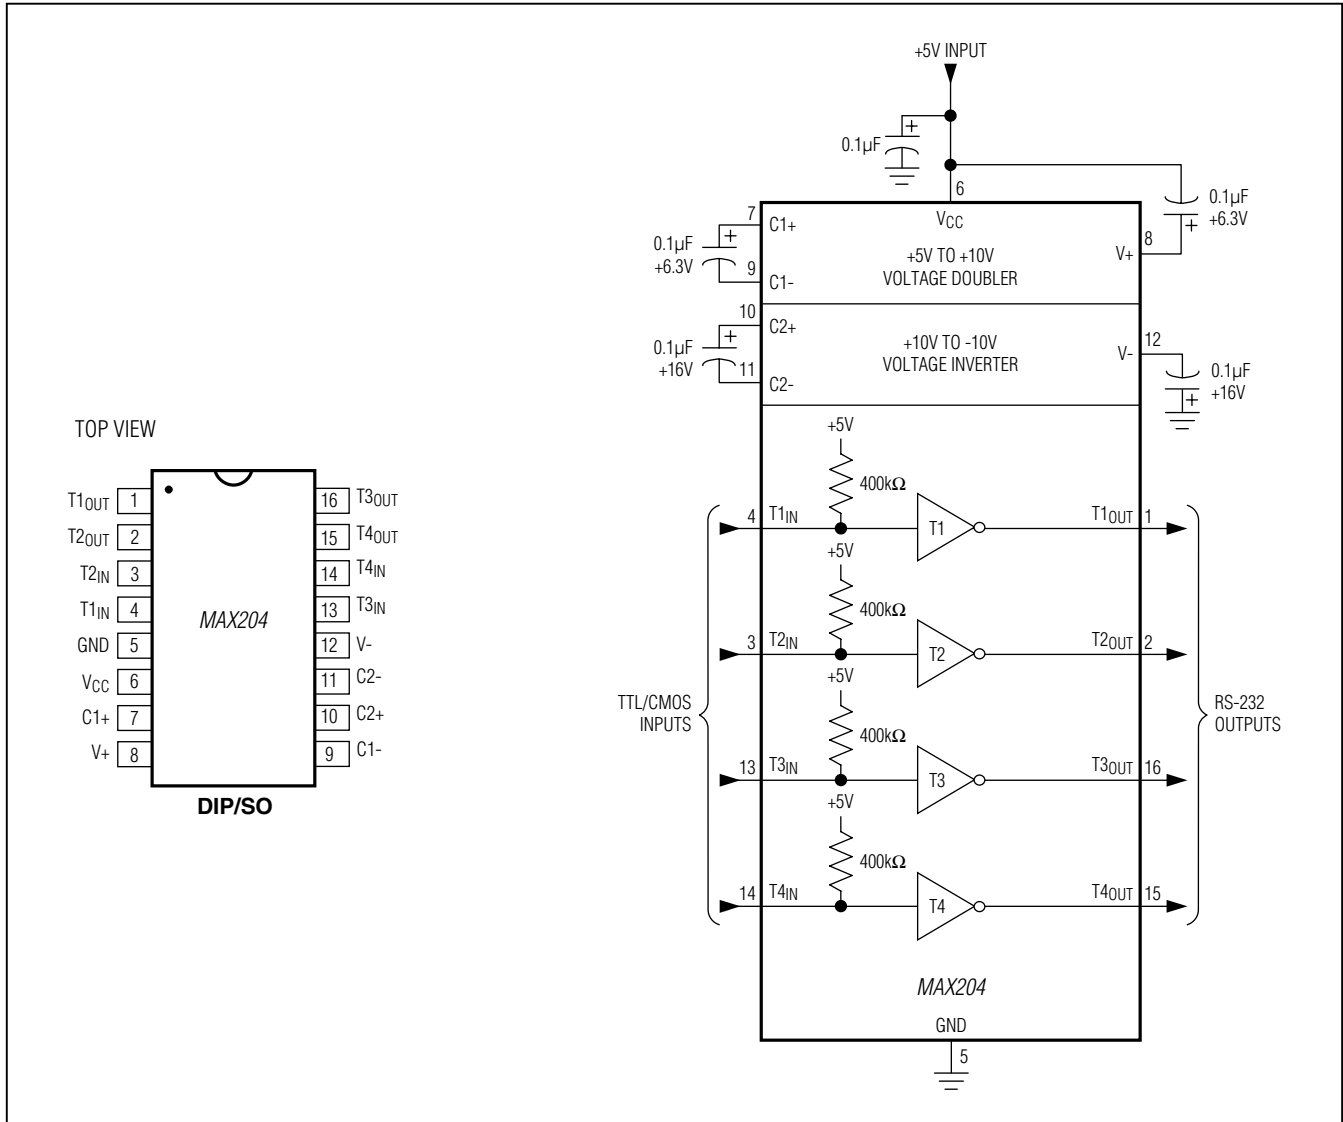 TOP VIEW
T1OUT 1
T2OUT 2
T2IN 3
T1IN 4
GND 5
VCC 6
C1+ 7
V+ 8
MAX204
16 T3OUT
15 T4OUT
14 T4IN
13 T3IN
12 V-
11 C2-
10 C2+
9 C1-
DIP/SO
+5V INPUT
0.1µF
+
6
VCC
0.1µF
+6.3V
+
8
V+
7
C1+
+
0.1µF
+6.3V
9
C1-
+5V TO +10V
VOLTAGE DOUBLER
10
C2+
+
0.1µF
+16V
11
C2-
+10V TO -10V
VOLTAGE INVERTER
12
V-
0.1µF
+16V
+
+5V
400kΩ
4 T1IN
T1
T1OUT 1
+5V
400kΩ
3 T2IN
T2
T2OUT 2
+5V
400kΩ
TTL/CMOS
INPUTS
RS-232
OUTPUTS
13 T3IN
T3
T3OUT 16
+5V
400kΩ
14 T4IN
T4
T4OUT 15
MAX204
GND
5